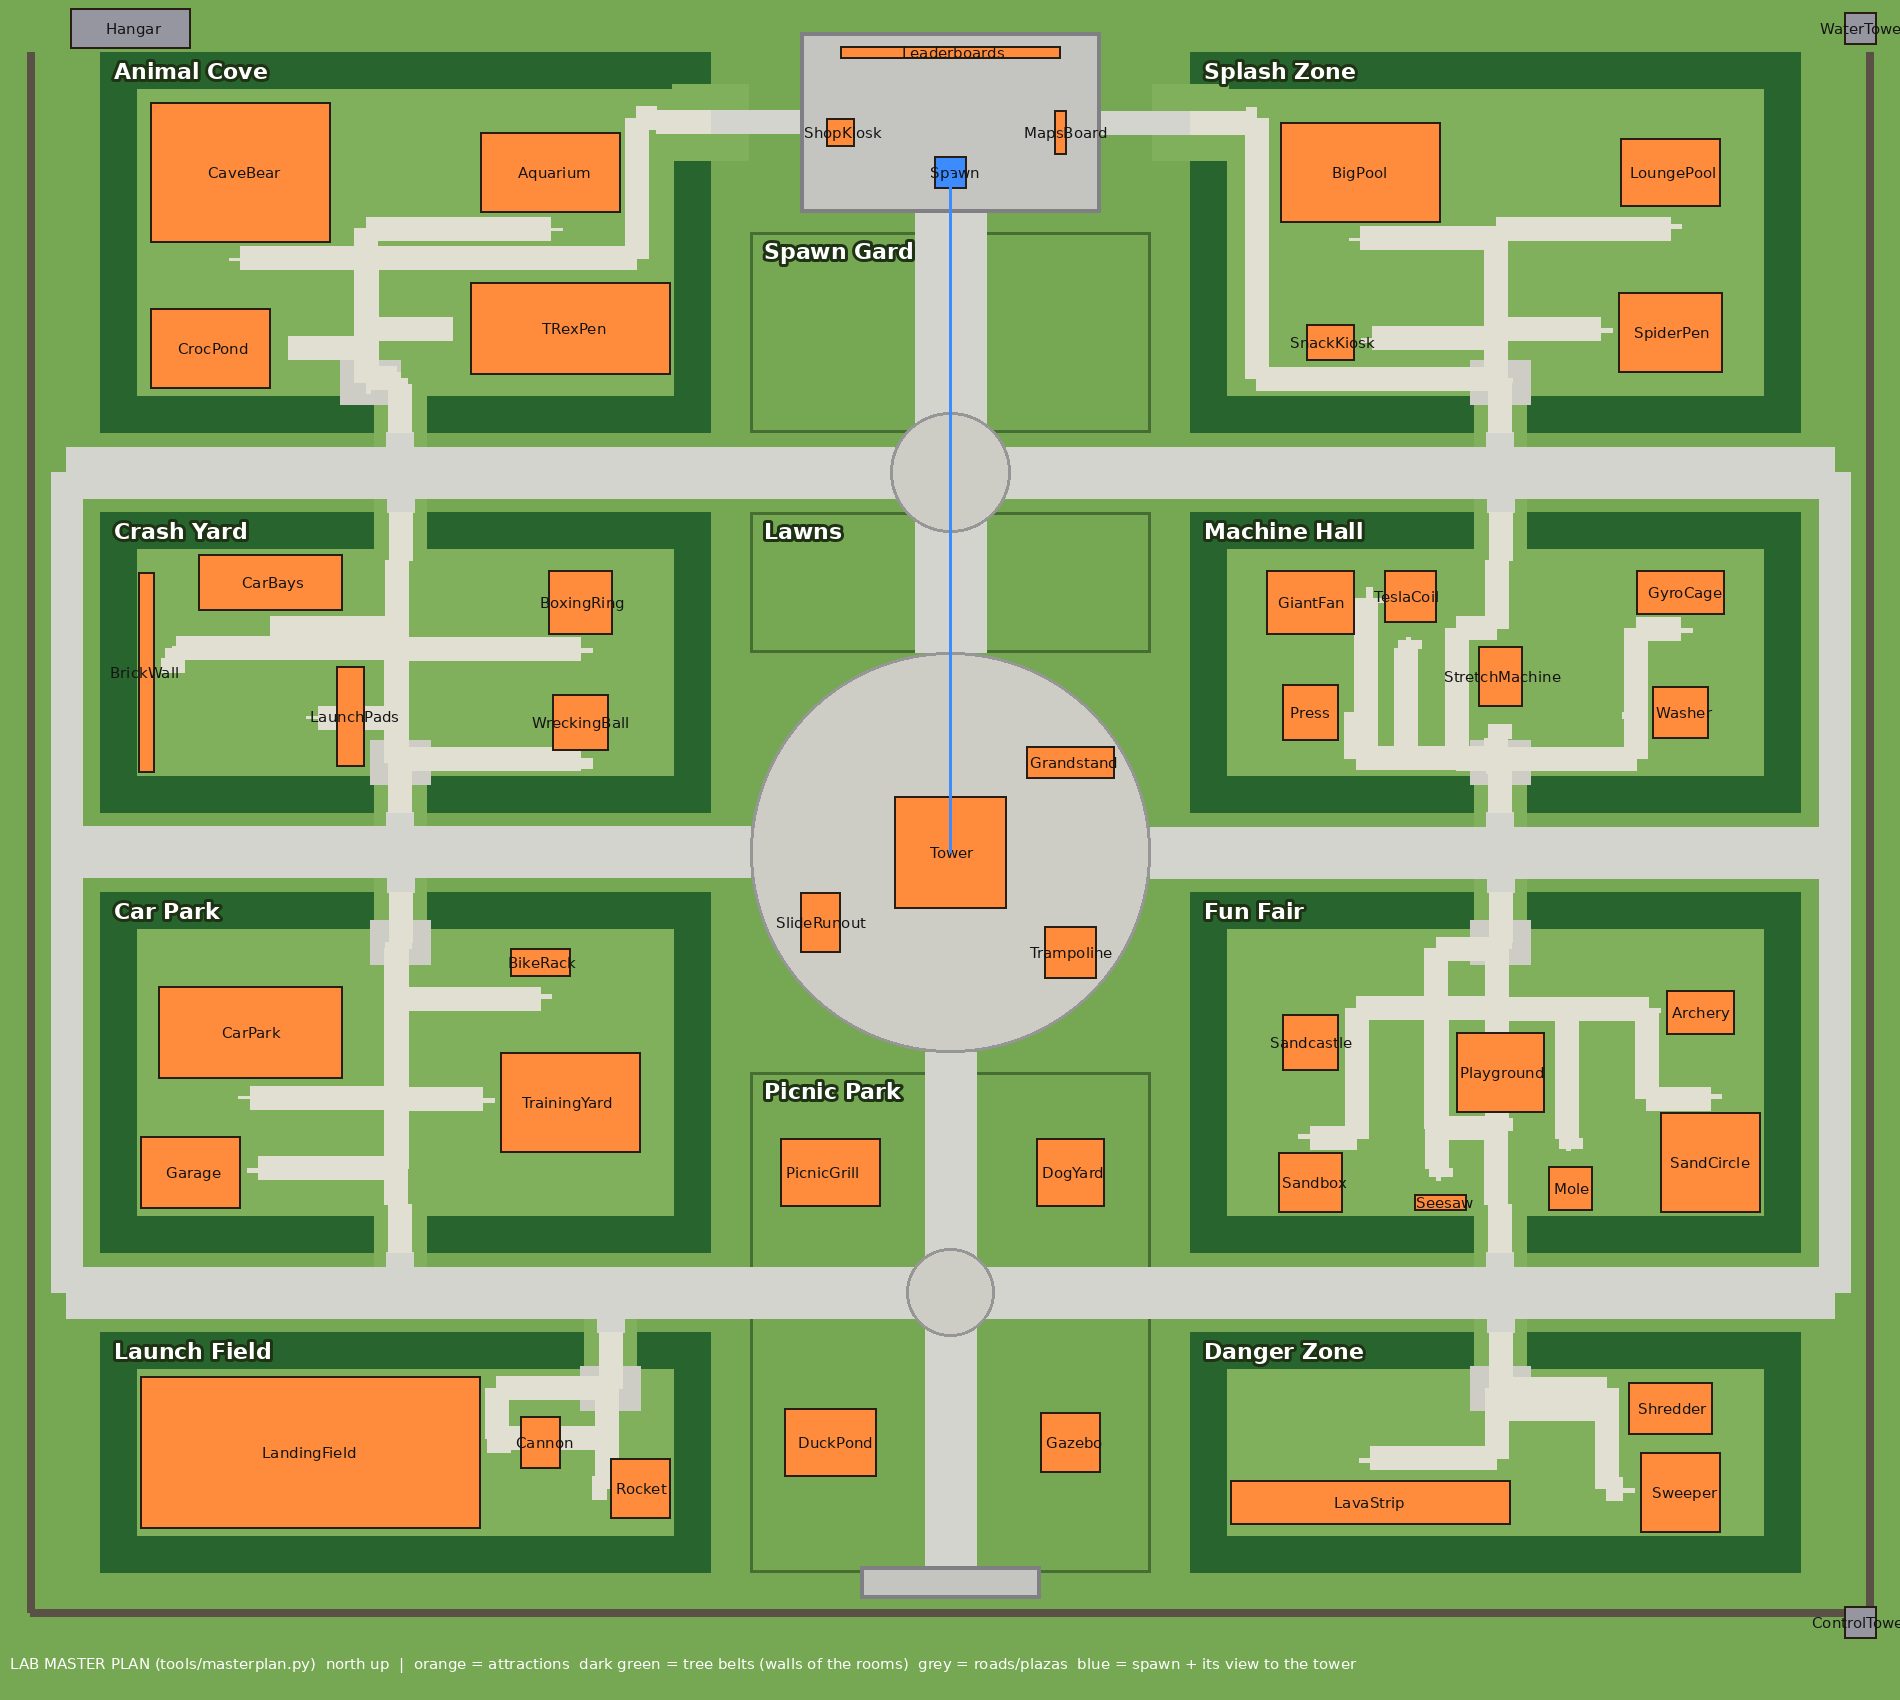 Hangar
WaterTowe
Leaderboards
Animal Cove
Splash Zone
ShopKiosk
MapsBoard
CaveBear
Aquarium
Spawn
BigPool
LoungePool
Spawn Gard
CrocPond
TRexPen
SnackKiosk
SpiderPen
Crash Yard
Lawns
Machine Hall
CarBays
BoxingRing
GiantFan
TeslaCoil
GyroCage
BrickWall
StretchMachine
LaunchPads
WreckingBall
Press
Washer
Grandstand
Tower
Car Park
SlideRunout
Fun Fair
BikeRack
Trampoline
CarPark
Archery
Sandcastle
Playground
TrainingYard
Picnic Park
Garage
PicnicGrill
DogYard
Sandbox
Seesaw
Mole
SandCircle
Launch Field
Danger Zone
LandingField
Cannon
DuckPond
Gazebo
Shredder
Rocket
LavaStrip
Sweeper
ControlTowe
LAB MASTER PLAN (tools/masterplan.py)  north up  |  orange = attractions  dark green = tree belts (walls of the rooms)  grey = roads/plazas  blue = spawn + its view to the tower